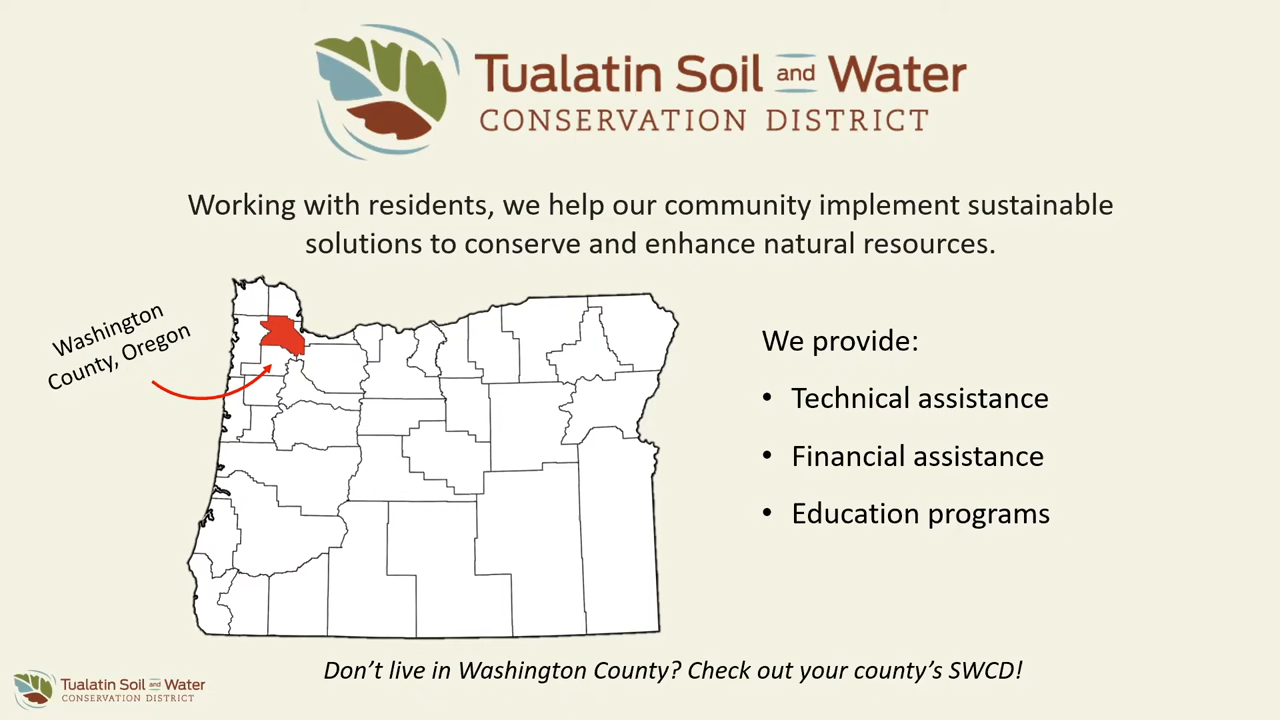 Tualatin Soil and Water
CONSERVATION DISTRICT
Working with residents, we help our community implement sustainable
solutions to conserve and enhance natural resources.
Washington
County, Oregon
We provide:
• Technical assistance
• Financial assistance
• Education programs
Don’t live in Washington County? Check out your county’s SWCD!
Tualatin Soil and Water
CONSERVATION DISTRICT